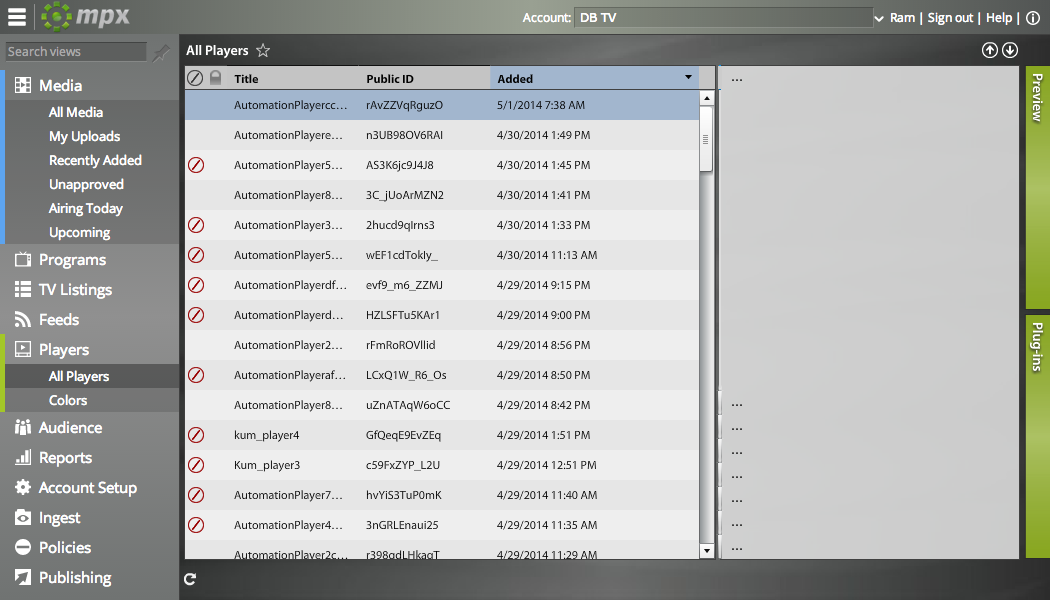 mpx
Account: DB TV
Ram | Sign out | Help |
Search views
Media
All Media
My Uploads
Recently Added
Unapproved
Airing Today
Upcoming
Programs
TV Listings
Feeds
Players
All Players
Colors
Audience
Reports
Account Setup
Ingest
Policies
Publishing
All Players
Title Public ID Added
AutomationPlayercc... rAvZZVqRguzO 5/1/2014 7:38 AM
AutomationPlayere... n3UB98OV6RAI 4/30/2014 1:49 PM
AutomationPlayer5... AS3K6jc9J4J8 4/30/2014 1:45 PM
AutomationPlayer8... 3C_jUoArMZN2 4/30/2014 1:41 PM
AutomationPlayer3... 2hucd9qIrns3 4/30/2014 1:33 PM
AutomationPlayer5... wEF1cdTokIy_ 4/30/2014 11:13 AM
AutomationPlayerdf... evf9_m6_ZZMJ 4/29/2014 9:15 PM
AutomationPlayerd... HZLSFTu5KAr1 4/29/2014 9:00 PM
AutomationPlayer2... rFmRoROVllid 4/29/2014 8:56 PM
AutomationPlayeraf... LCxQ1W_R6_Os 4/29/2014 8:50 PM
AutomationPlayer8... uZnATAqW6oCC 4/29/2014 8:42 PM
kum_player4 GfQeqE9EvZEq 4/29/2014 1:51 PM
Kum_player3 c59FxZYP_L2U 4/29/2014 12:51 PM
AutomationPlayer7... hvYiS3TuP0mK 4/29/2014 11:40 AM
AutomationPlayer4... 3nGRLEnaui25 4/29/2014 11:35 AM
AutomationPlayer2c... r398qdLHkaqT 4/29/2014 11:29 AM
...
...
...
...
...
...
...
...
Preview
Plug-ins